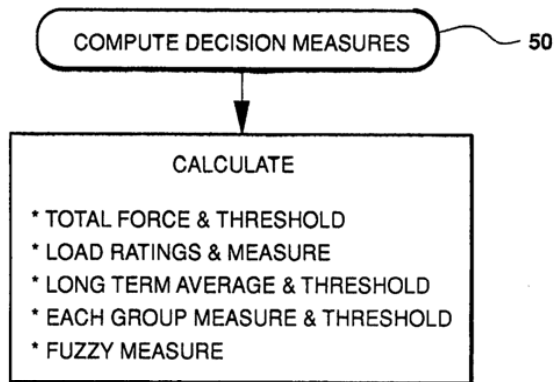 COMPUTE DECISION MEASURES
50
CALCULATE
* TOTAL FORCE & THRESHOLD
* LOAD RATINGS & MEASURE
* LONG TERM AVERAGE & THRESHOLD
* EACH GROUP MEASURE & THRESHOLD
* FUZZY MEASURE